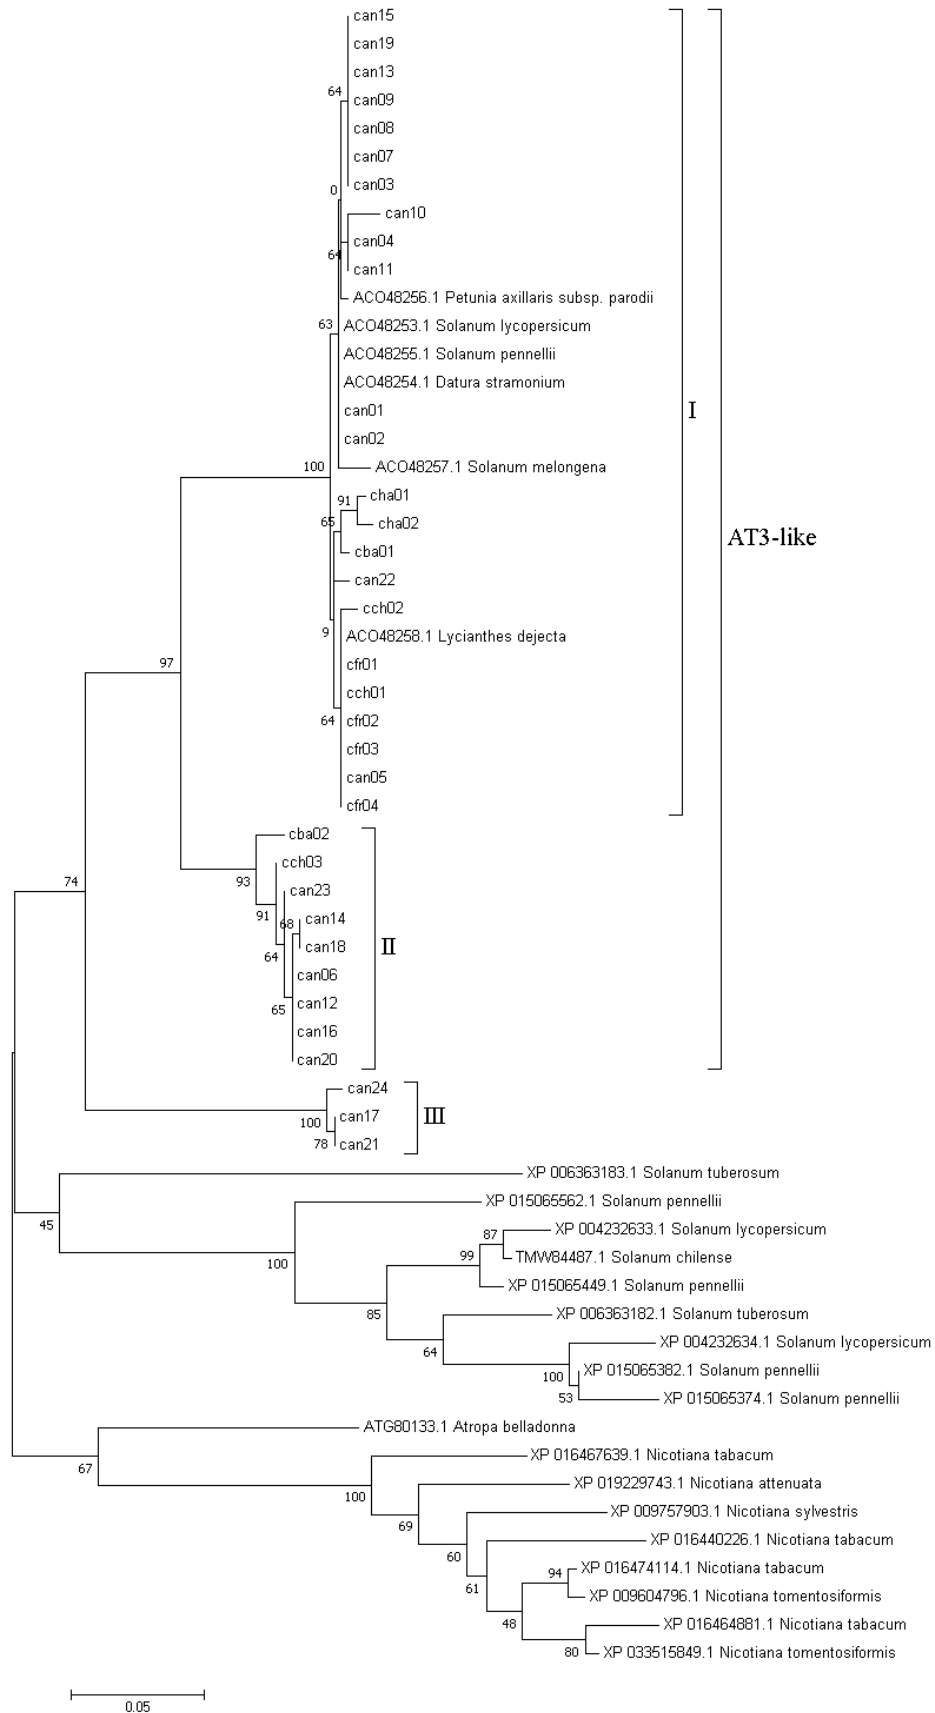 can15
can19
can13
64
can09
can08
can07
can03
0
can10
can04
64
can11
ACO48256.1 Petunia axillaris subsp. parodii
63
ACO48253.1 Solanum lycopersicum
ACO48255.1 Solanum pennellii
ACO48254.1 Datura stramonium
can01
I
can02
100
ACO48257.1 Solanum melongena
91
cha01
65
cha02
AT3-like
cba01
can22
cch02
9
ACO48258.1 Lycianthes dejecta
97
cfr01
cch01
64
cfr02
cfr03
can05
cfr04
cba02
cch03
74
93
can23
91
68
can14
can18
II
64
can06
65
can12
can16
can20
can24
100
can17
III
78
can21
XP 006363183.1 Solanum tuberosum
XP 015065562.1 Solanum pennellii
45
87
XP 004232633.1 Solanum lycopersicum
99
TMW84487.1 Solanum chilense
100
XP 015065449.1 Solanum pennellii
85
XP 006363182.1 Solanum tuberosum
64
XP 004232634.1 Solanum lycopersicum
100
XP 015065382.1 Solanum pennellii
53
XP 015065374.1 Solanum pennellii
ATG80133.1 Atropa belladonna
67
XP 016467639.1 Nicotiana tabacum
100
XP 019229743.1 Nicotiana attenuata
69
XP 009757903.1 Nicotiana sylvestris
60
XP 016440226.1 Nicotiana tabacum
61
94
XP 016474114.1 Nicotiana tabacum
XP 009604796.1 Nicotiana tomentosiformis
48
XP 016464881.1 Nicotiana tabacum
80
XP 033515849.1 Nicotiana tomentosiformis
0.05